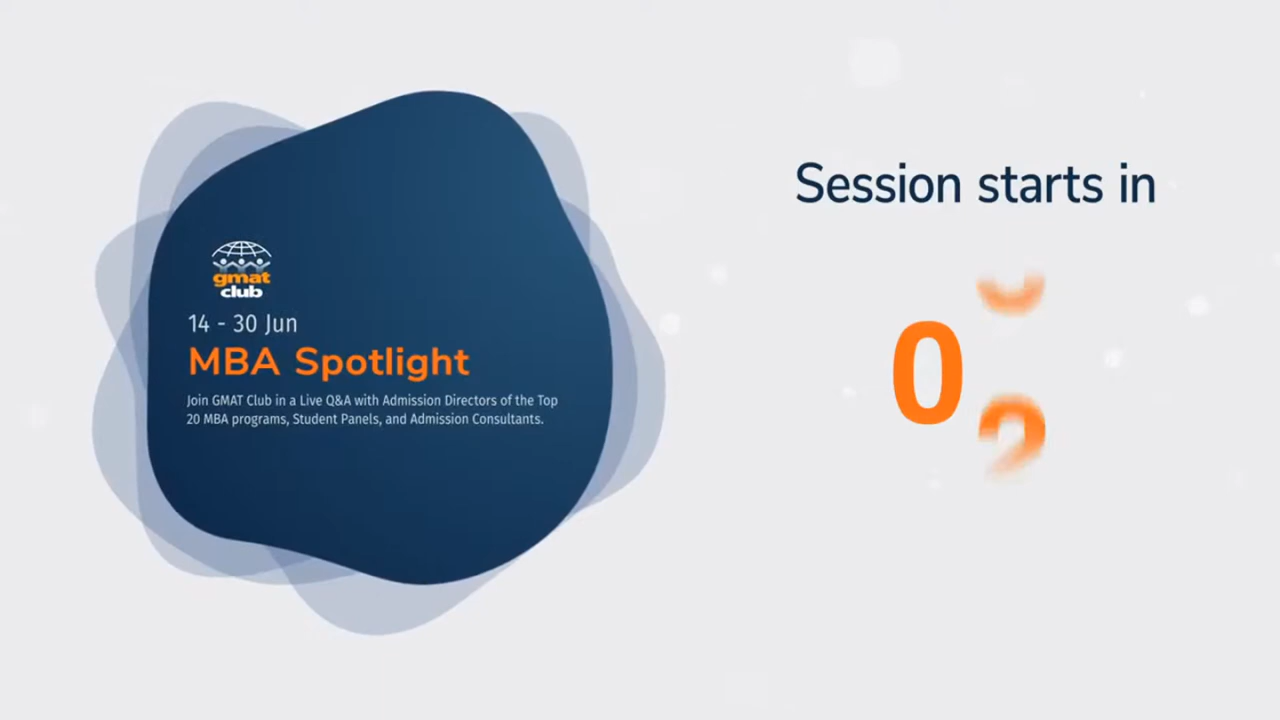 gmat
club
14 - 30 Jun
MBA Spotlight
Join GMAT Club in a Live Q&A with Admission Directors of the Top
20 MBA programs, Student Panels, and Admission Consultants.
Session starts in
0